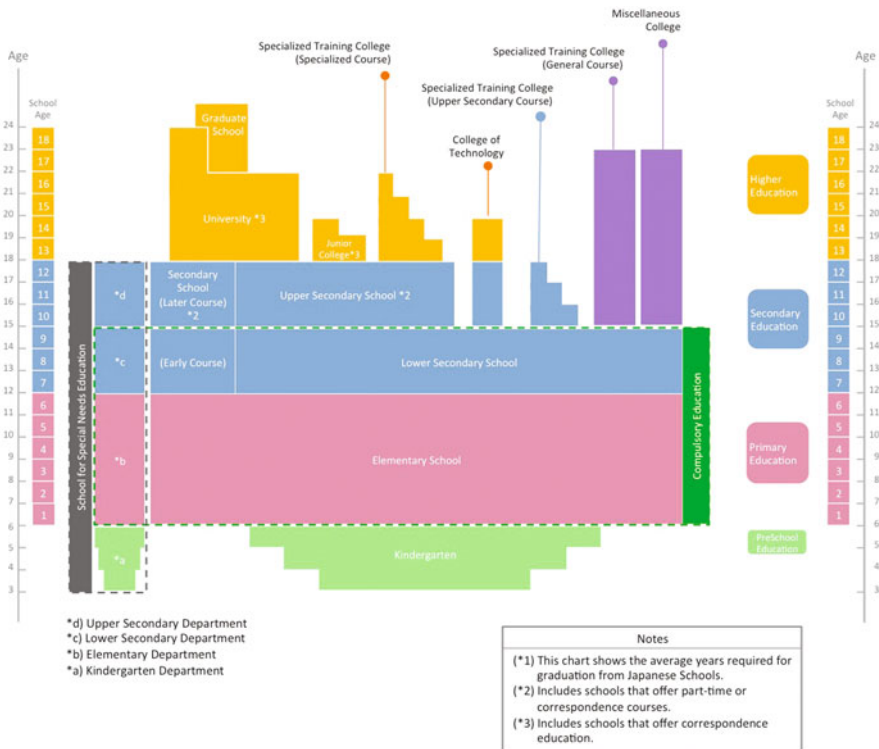 Miscellaneous
College
Specialized Training College
(Specialized Course)
Specialized Training College
(General Course)
Specialized Training College
(Upper Secondary Course)
College of
Technology
Age
School
Age
24
23
22
21
20
19
18
17
16
15
14
13
12
11
10
9
8
7
6
5
4
3
18
17
16
15
14
13
12
11
10
9
8
7
6
5
4
3
2
1
Graduate
School
University *3
Junior
College*3
School for Special Needs Education
*d
*c
*b
*a
Secondary
School
(Later Course)
*2
Upper Secondary School *2
(Early Course)
Lower Secondary School
Elementary School
Kindergarten
Compulsory Education
Higher
Education
Secondary
Education
Primary
Education
PreSchool
Education
Age
School
Age
18
17
16
15
14
13
12
11
10
9
8
7
6
5
4
3
2
1
24
23
22
21
20
19
18
17
16
15
14
13
12
11
10
9
8
7
6
5
4
3
*d) Upper Secondary Department
*c) Lower Secondary Department
*b) Elementary Department
*a) Kindergarten Department
Notes
(*1) This chart shows the average years required for
graduation from Japanese Schools.
(*2) Includes schools that offer part-time or
correspondence courses.
(*3) Includes schools that offer correspondence
education.